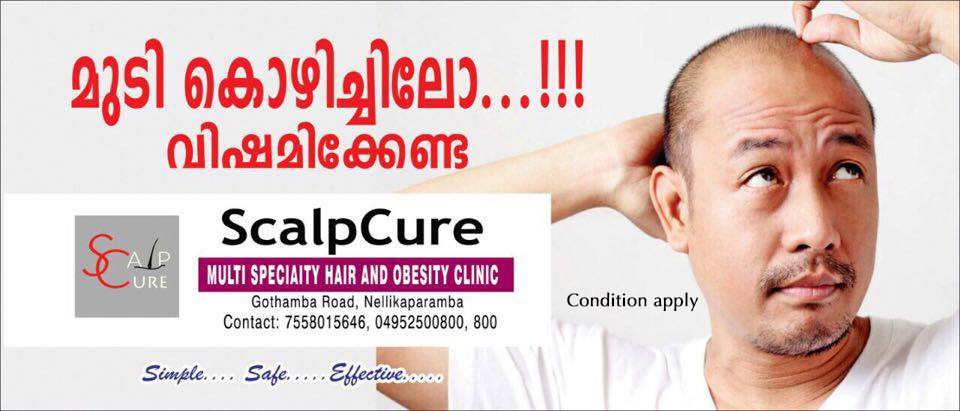 മുടി കൊഴിച്ചിലോ...!!!
വിഷമിക്കേണ്ട
SCALP
CURE
ScalpCure
MULTI SPECIAITY HAIR AND OBESITY CLINIC
Gothamba Road, Nellikaparamba
Contact: 7558015646, 04952500800, 800
Condition apply
Simple.... Safe.....Effective.....